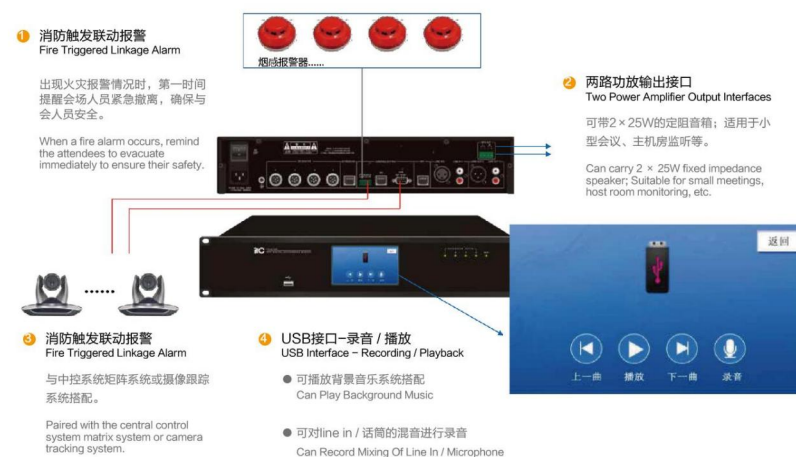 烟感报警器......
1 消防触发联动报警
Fire Triggered Linkage Alarm
出现火灾报警情况时，第一时间
提醒会场人员紧急撤离，确保与
会人员安全。
When a fire alarm occurs, remind
the attendees to evacuate
immediately to ensure their safety.
2 两路功放输出接口
Two Power Amplifier Output Interfaces
可带2×25W的定阻音箱；适用于小
型会议、主机房监听等。
Can carry 2 × 25W fixed impedance
speaker; Suitable for small meetings,
host room monitoring, etc.
itC
返回
上一曲 播放 下一曲 录音
......
3 消防触发联动报警
Fire Triggered Linkage Alarm
与中控系统矩阵系统或摄像跟踪
系统搭配。
Paired with the central control
system matrix system or camera
tracking system.
4 USB接口-录音 / 播放
USB Interface - Recording / Playback
● 可播放背景音乐系统搭配
Can Play Background Music
● 可对line in / 话筒的混音进行录音
Can Record Mixing Of Line In / Microphone